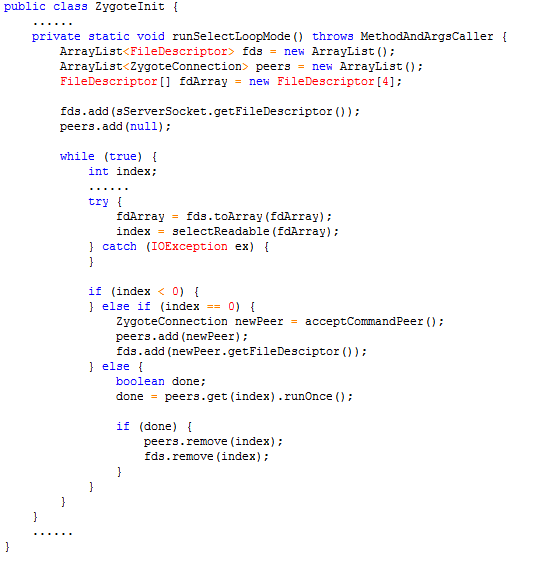 public class ZygoteInit {
......
private static void runSelectLoopMode() throws MethodAndArgsCaller {
ArrayList<FileDescriptor> fds = new ArrayList();
ArrayList<ZygoteConnection> peers = new ArrayList();
FileDescriptor[] fdArray = new FileDescriptor[4];
fds.add(sServerSocket.getFileDescriptor());
peers.add(null);
while (true) {
int index;
......
try {
fdArray = fds.toArray(fdArray);
index = selectReadable(fdArray);
} catch (IOException ex) {
}
if (index < 0) {
} else if (index == 0) {
ZygoteConnection newPeer = acceptCommandPeer();
peers.add(newPeer);
fds.add(newPeer.getFileDesciptor());
} else {
boolean done;
done = peers.get(index).runOnce();
if (done) {
peers.remove(index);
fds.remove(index);
}
}
}
}
......
}